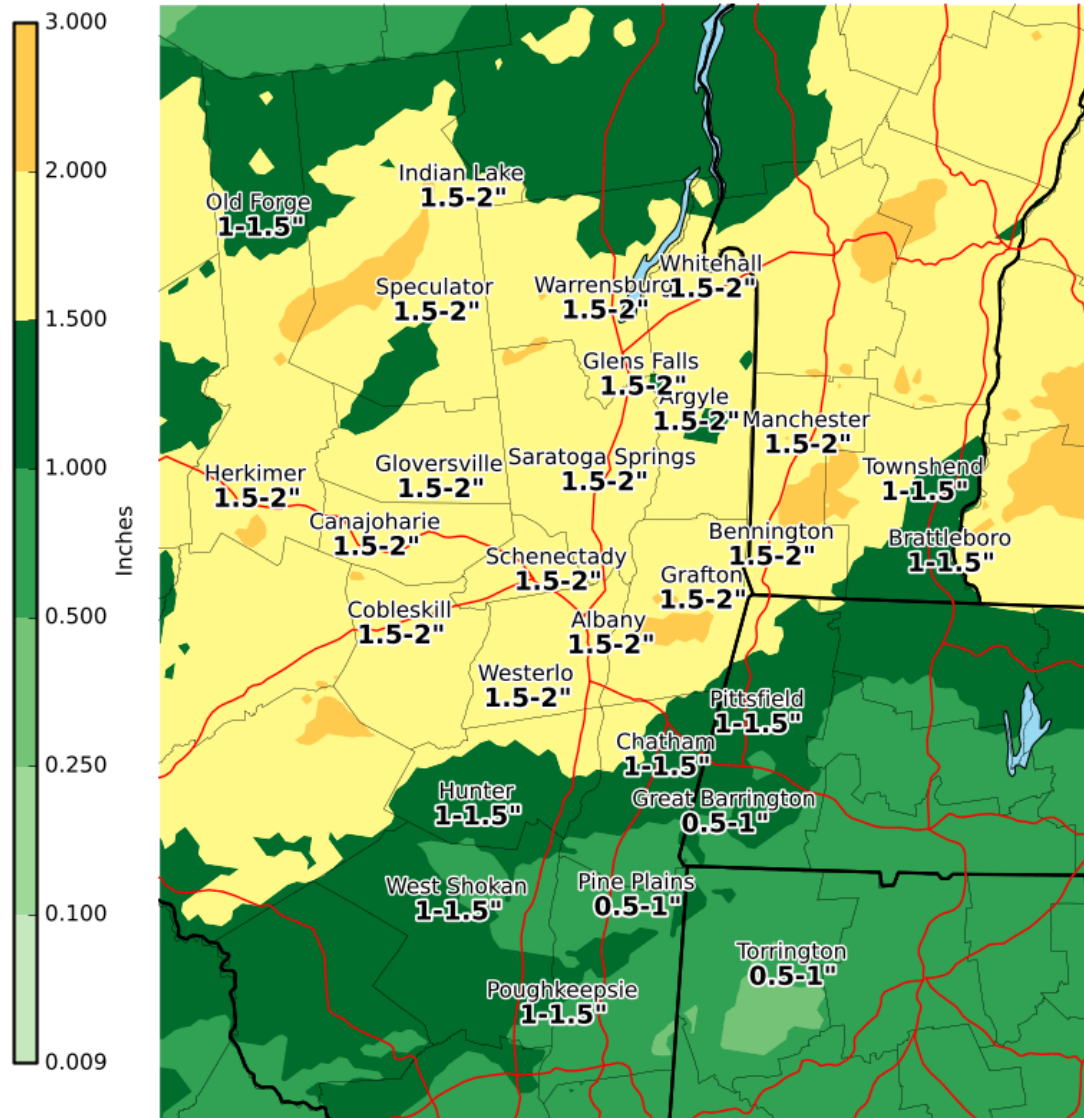 3.000
2.000
1.500
1.000
0.500
0.250
0.100
0.009
Inches
Indian Lake
1.5-2"
Old Forge
1-1.5"
Whitehall
1.5-2"
Speculator
1.5-2"
Warrensburg
1.5-2"
Glens Falls
1.5-2"
Argyle
1.5-2"
Manchester
1.5-2"
Saratoga Springs
1.5-2"
Gloversville
1.5-2"
Townshend
1-1.5"
Herkimer
1.5-2"
Canajoharie
1.5-2"
Bennington
1.5-2"
Brattleboro
1-1.5"
Schenectady
1.5-2"
Grafton
1.5-2"
Cobleskill
1.5-2"
Albany
1.5-2"
Westerlo
1.5-2"
Pittsfield
1-1.5"
Chatham
1-1.5"
Hunter
1-1.5"
Great Barrington
0.5-1"
West Shokan
1-1.5"
Pine Plains
0.5-1"
Torrington
0.5-1"
Poughkeepsie
1-1.5"